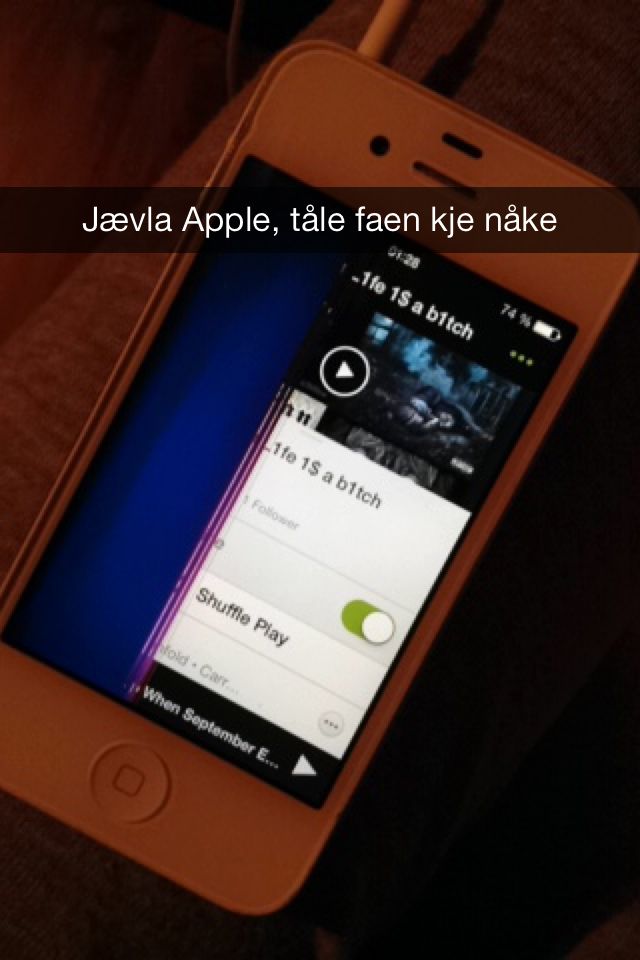 Jævla Apple, tåle faen kje nåke
01:28
74 %
1fe 1$ a b1tch
1fe 1$ a b1tch
1 Follower
Shuffle Play
Carr...
When September E...